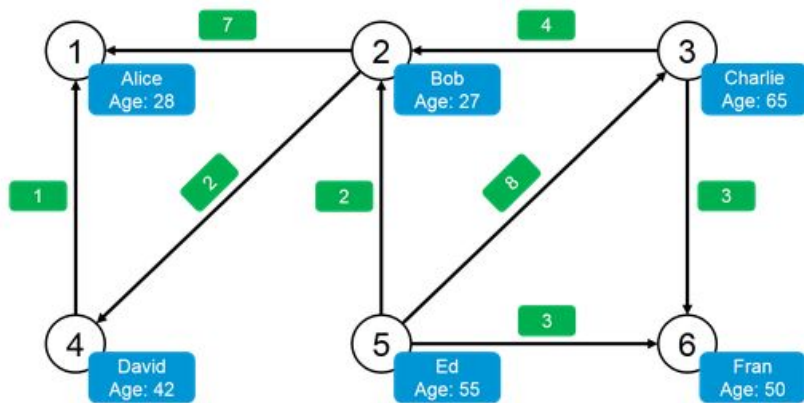 7
4
1
2
3
Alice
Age: 28
Bob
Age: 27
Charlie
Age: 65
1
2
2
8
3
3
4
5
6
David
Age: 42
Ed
Age: 55
Fran
Age: 50